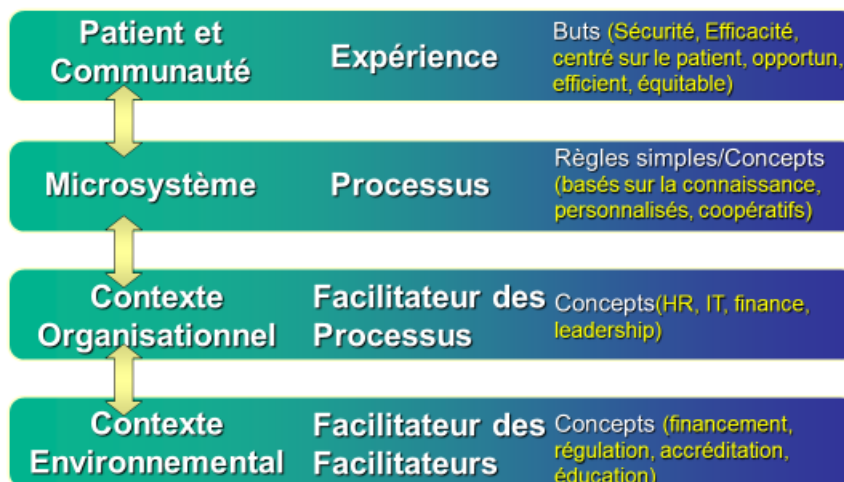 Patient et
Communauté
Expérience
Buts (Sécurité, Efficacité,
centré sur le patient, opportun,
efficient, équitable)
Microsystème
Processus
Règles simples/Concepts
(basés sur la connaissance,
personnalisés, coopératifs)
Contexte
Organisationnel
Facilitateur des
Processus
Concepts(HR, IT, finance,
leadership)
Contexte
Environnemental
Facilitateur des
Facilitateurs
Concepts (financement,
régulation, accréditation,
éducation)